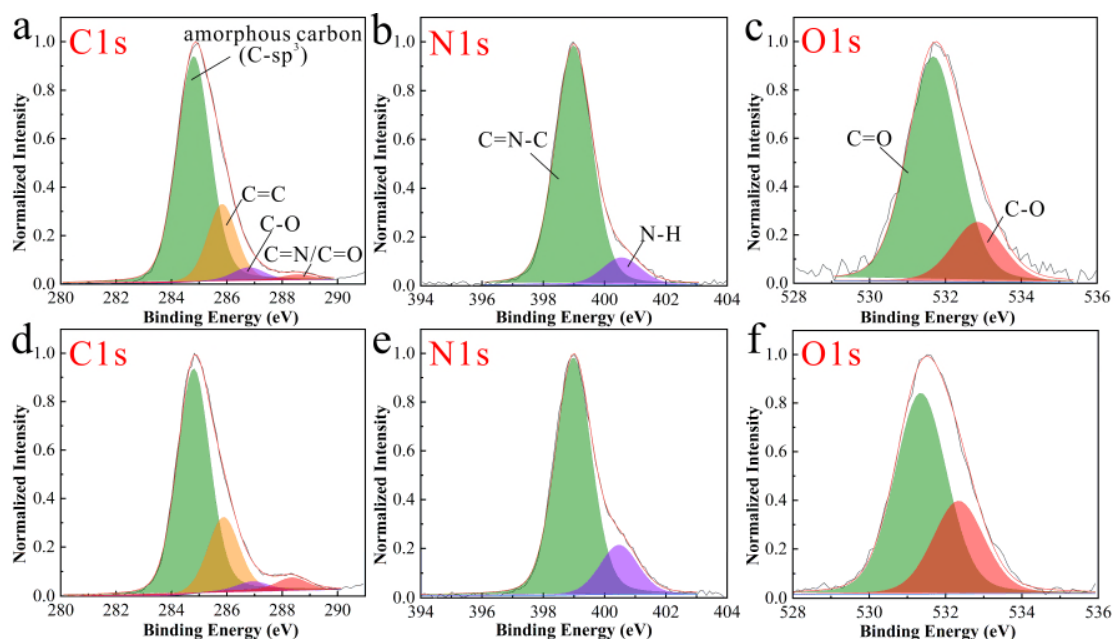 a
C1s
amorphous carbon
(C-sp³)
C=C
C-O
C=N/C=O
Normalized Intensity
1.0
0.8
0.6
0.4
0.2
0.0
280 282 284 286 288 290
Binding Energy (eV)
b
N1s
C=N-C
N-H
Normalized Intensity
1.0
0.8
0.6
0.4
0.2
0.0
394 396 398 400 402 404
Binding Energy (eV)
c
O1s
C=O
C-O
Normalized Intensity
1.0
0.8
0.6
0.4
0.2
0.0
528 530 532 534 536
Binding Energy (eV)
d
C1s
Normalized Intensity
1.0
0.8
0.6
0.4
0.2
0.0
280 282 284 286 288 290
Binding Energy (eV)
e
N1s
Normalized Intensity
1.0
0.8
0.6
0.4
0.2
0.0
394 396 398 400 402 404
Binding Energy (eV)
f
O1s
Normalized Intensity
1.0
0.8
0.6
0.4
0.2
0.0
528 530 532 534 536
Binding Energy (eV)